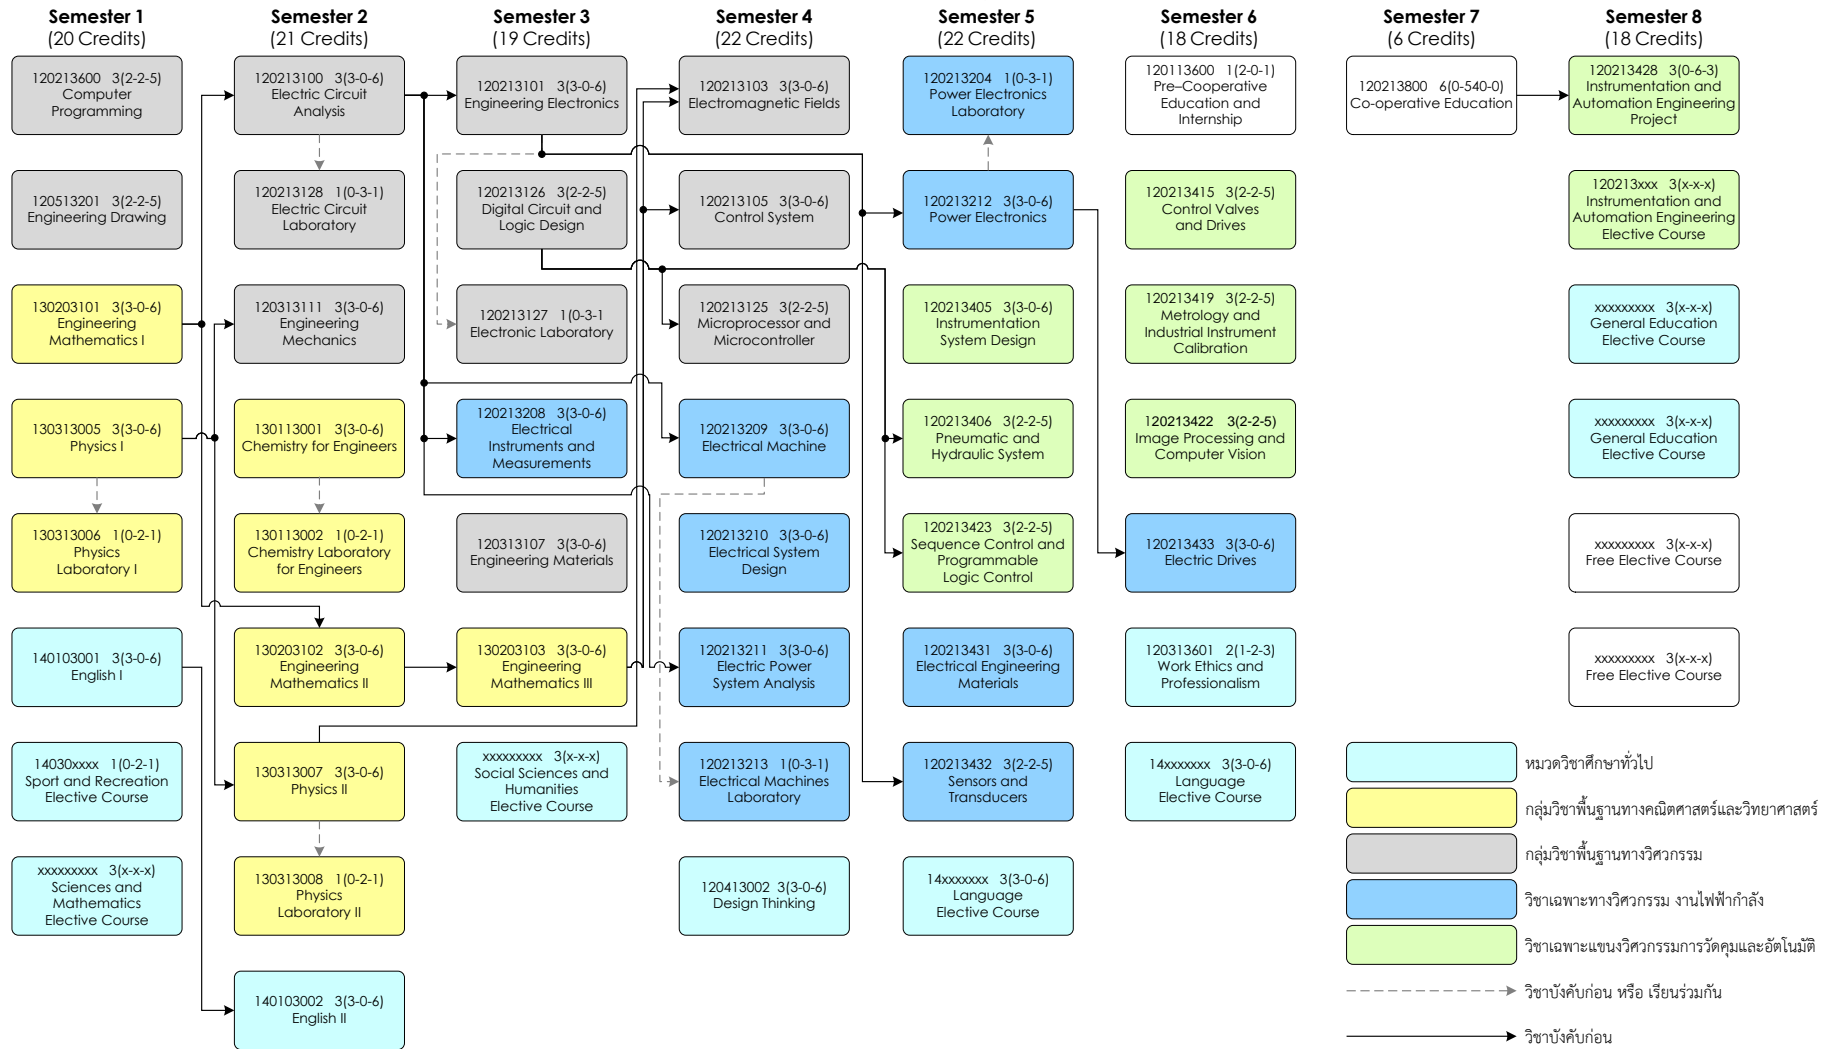 Semester 1
(20 Credits)
120213600 3(2-2-5)
Computer
Programming
120513201 3(2-2-5)
Engineering Drawing
130203101 3(3-0-6)
Engineering
Mathematics I
130313005 3(3-0-6)
Physics I
130313006 1(0-2-1)
Physics
Laboratory I
140103001 3(3-0-6)
English I
14030xxxx 1(0-2-1)
Sport and Recreation
Elective Course
xxxxxxxxx 3(x-x-x)
Sciences and
Mathematics
Elective Course
Semester 2
(21 Credits)
120213100 3(3-0-6)
Electric Circuit
Analysis
120213128 1(0-3-1)
Electric Circuit
Laboratory
120313111 3(3-0-6)
Engineering
Mechanics
130113001 3(3-0-6)
Chemistry for Engineers
130113002 1(0-2-1)
Chemistry Laboratory
for Engineers
130203102 3(3-0-6)
Engineering
Mathematics II
130313007 3(3-0-6)
Physics II
130313008 1(0-2-1)
Physics
Laboratory II
140103002 3(3-0-6)
English II
Semester 3
(19 Credits)
120213101 3(3-0-6)
Engineering Electronics
120213126 3(2-2-5)
Digital Circuit and
Logic Design
120213127 1(0-3-1
Electronic Laboratory
120213208 3(3-0-6)
Electrical
Instruments and
Measurements
120313107 3(3-0-6)
Engineering Materials
130203103 3(3-0-6)
Engineering
Mathematics III
xxxxxxxxx 3(x-x-x)
Social Sciences and
Humanities
Elective Course
Semester 4
(22 Credits)
120213103 3(3-0-6)
Electromagnetic Fields
120213105 3(3-0-6)
Control System
120213125 3(2-2-5)
Microprocessor and
Microcontroller
120213209 3(3-0-6)
Electrical Machine
120213210 3(3-0-6)
Electrical System
Design
120213211 3(3-0-6)
Electric Power
System Analysis
120213213 1(0-3-1)
Electrical Machines
Laboratory
120413002 3(3-0-6)
Design Thinking
Semester 5
(22 Credits)
120213204 1(0-3-1)
Power Electronics
Laboratory
120213212 3(3-0-6)
Power Electronics
120213405 3(3-0-6)
Instrumentation
System Design
120213406 3(2-2-5)
Pneumatic and
Hydraulic System
120213423 3(2-2-5)
Sequence Control and
Programmable
Logic Control
120213431 3(3-0-6)
Electrical Engineering
Materials
120213432 3(2-2-5)
Sensors and
Transducers
14xxxxxxx 3(3-0-6)
Language
Elective Course
Semester 6
(18 Credits)
120113600 1(2-0-1)
Pre–Cooperative
Education and
Internship
120213415 3(2-2-5)
Control Valves
and Drives
120213419 3(2-2-5)
Metrology and
Industrial Instrument
Calibration
120213422 3(2-2-5)
Image Processing and
Computer Vision
120213433 3(3-0-6)
Electric Drives
120313601 2(1-2-3)
Work Ethics and
Professionalism
14xxxxxxx 3(3-0-6)
Language
Elective Course
Semester 7
(6 Credits)
120213800 6(0-540-0)
Co-operative Education
Semester 8
(18 Credits)
120213428 3(0-6-3)
Instrumentation and
Automation Engineering
Project
120213xxx 3(x-x-x)
Instrumentation and
Automation Engineering
Elective Course
xxxxxxxxx 3(x-x-x)
General Education
Elective Course
xxxxxxxxx 3(x-x-x)
General Education
Elective Course
xxxxxxxxx 3(x-x-x)
Free Elective Course
xxxxxxxxx 3(x-x-x)
Free Elective Course
หมวดวิชาศึกษาทั่วไป
กลุ่มวิชาพื้นฐานทางคณิตศาสตร์และวิทยาศาสตร์
กลุ่มวิชาพื้นฐานทางวิศวกรรม
วิชาเฉพาะทางวิศวกรรม งานไฟฟ้ากำลัง
วิชาเฉพาะแขนงวิศวกรรมการวัดคุมและอัตโนมัติ
วิชาบังคับก่อน หรือ เรียนร่วมกัน
วิชาบังคับก่อน